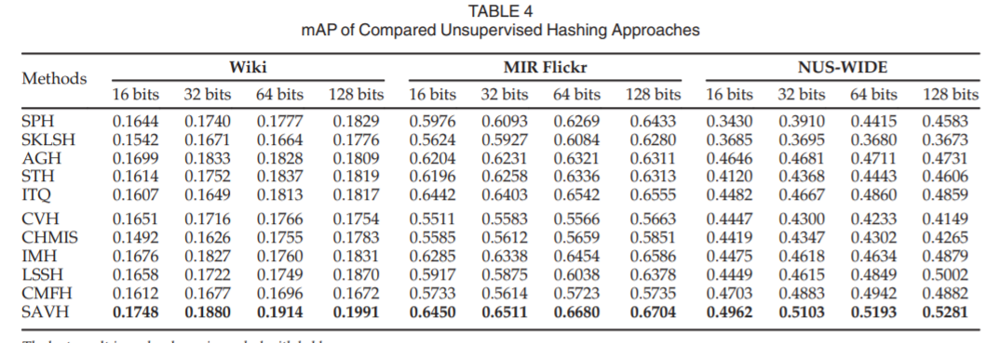 TABLE 4
mAP of Compared Unsupervised Hashing Approaches
Methods Wiki MIR Flickr NUS-WIDE
16 bits 32 bits 64 bits 128 bits 16 bits 32 bits 64 bits 128 bits 16 bits 32 bits 64 bits 128 bits
SPH 0.1644 0.1740 0.1777 0.1829 0.5976 0.6093 0.6269 0.6433 0.3430 0.3910 0.4415 0.4583
SKLSH 0.1542 0.1671 0.1664 0.1776 0.5624 0.5927 0.6084 0.6280 0.3685 0.3695 0.3680 0.3673
AGH 0.1699 0.1833 0.1828 0.1809 0.6204 0.6231 0.6321 0.6311 0.4646 0.4681 0.4711 0.4731
STH 0.1614 0.1752 0.1837 0.1819 0.6196 0.6258 0.6336 0.6313 0.4120 0.4368 0.4443 0.4606
ITQ 0.1607 0.1649 0.1813 0.1817 0.6442 0.6403 0.6542 0.6555 0.4482 0.4667 0.4860 0.4859
CVH 0.1651 0.1716 0.1766 0.1754 0.5511 0.5583 0.5566 0.5663 0.4447 0.4300 0.4233 0.4149
CHMIS 0.1492 0.1626 0.1755 0.1783 0.5585 0.5612 0.5659 0.5851 0.4419 0.4347 0.4302 0.4265
IMH 0.1676 0.1827 0.1760 0.1831 0.6285 0.6338 0.6454 0.6586 0.4475 0.4618 0.4634 0.4879
LSSH 0.1658 0.1722 0.1749 0.1870 0.5917 0.5875 0.6038 0.6378 0.4449 0.4615 0.4849 0.5002
CMFH 0.1612 0.1677 0.1696 0.1672 0.5733 0.5614 0.5723 0.5735 0.4703 0.4883 0.4942 0.4882
SAVH 0.1748 0.1880 0.1914 0.1991 0.6450 0.6511 0.6680 0.6704 0.4962 0.5103 0.5193 0.5281